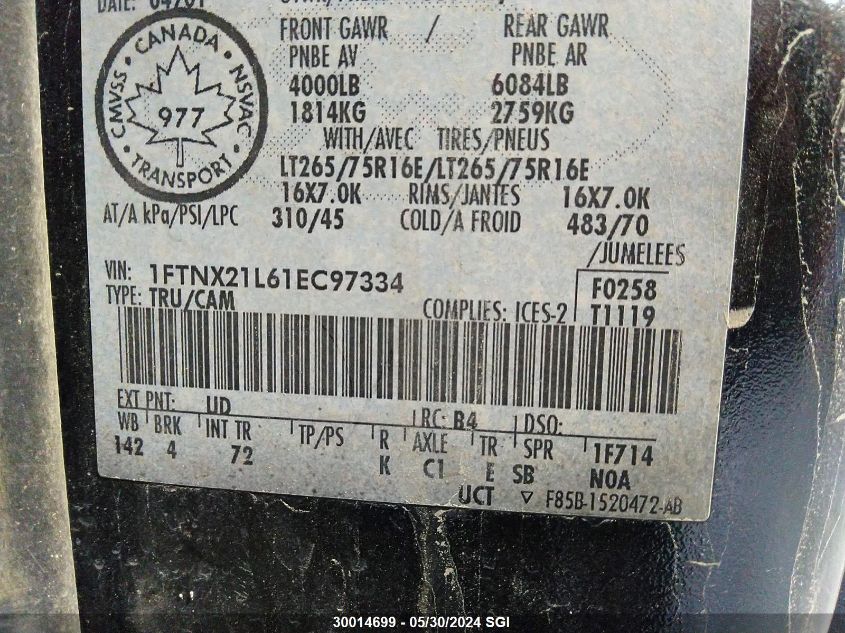 DATE: 04/01
FRONT GAWR / REAR GAWR
PNBE AV PNBE AR
4000LB 6084LB
1814KG 2759KG
CMVSS CANADA NSVAC
977
TRANSPORT
WITH/AVEC TIRES/PNEUS
LT265/75R16E/LT265/75R16E
16X7.0K RIMS/JANTES 16X7.0K
AT/A kPa/PSI/LPC 310/45 COLD/A FROID 483/70
/JUMELEES
VIN: 1FTNX21L61EC97334 F0258
TYPE: TRU/CAM COMPLIES: ICES-2 T1119
EXT PNT: UD RC: B4 DSO:
WB BRK INT TR TP/PS R AXLE TR SPR 1F714
142 4 72 K C1 E SB NOA
UCT ▽ F85B-1520472-AB
30014699 - 05/30/2024 SGI